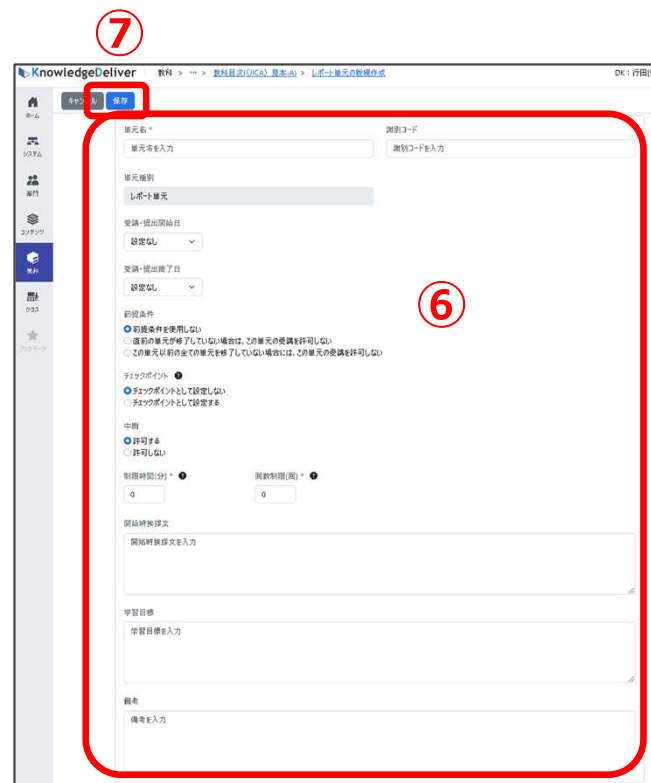 ⑦
KnowledgeDeliver 教科 > ... > 教科目次(JICA)_見本-A) > レポート単元の新規作成 DK：行田(
キャンセル 保存
ホーム
システム
部門
コンテンツ
教科
クラス
ブックマーク
単元名 * 識別コード
単元名を入力 識別コードを入力
単元種別
レポート単元
受講・提出開始日
設定なし
受講・提出終了日
設定なし
⑥
前提条件
前提条件を使用しない
直前の単元が修了していない場合は、この単元の受講を許可しない
この単元以前の全ての単元を修了していない場合には、この単元の受講を許可しない
チェックポイント ?
チェックポイントとして設定しない
チェックポイントとして設定する
中断
許可する
許可しない
制限時間(分) * ? 回数制限(回) * ?
0 0
開始時挨拶文
開始時挨拶文を入力
学習目標
学習目標を入力
備考
備考を入力